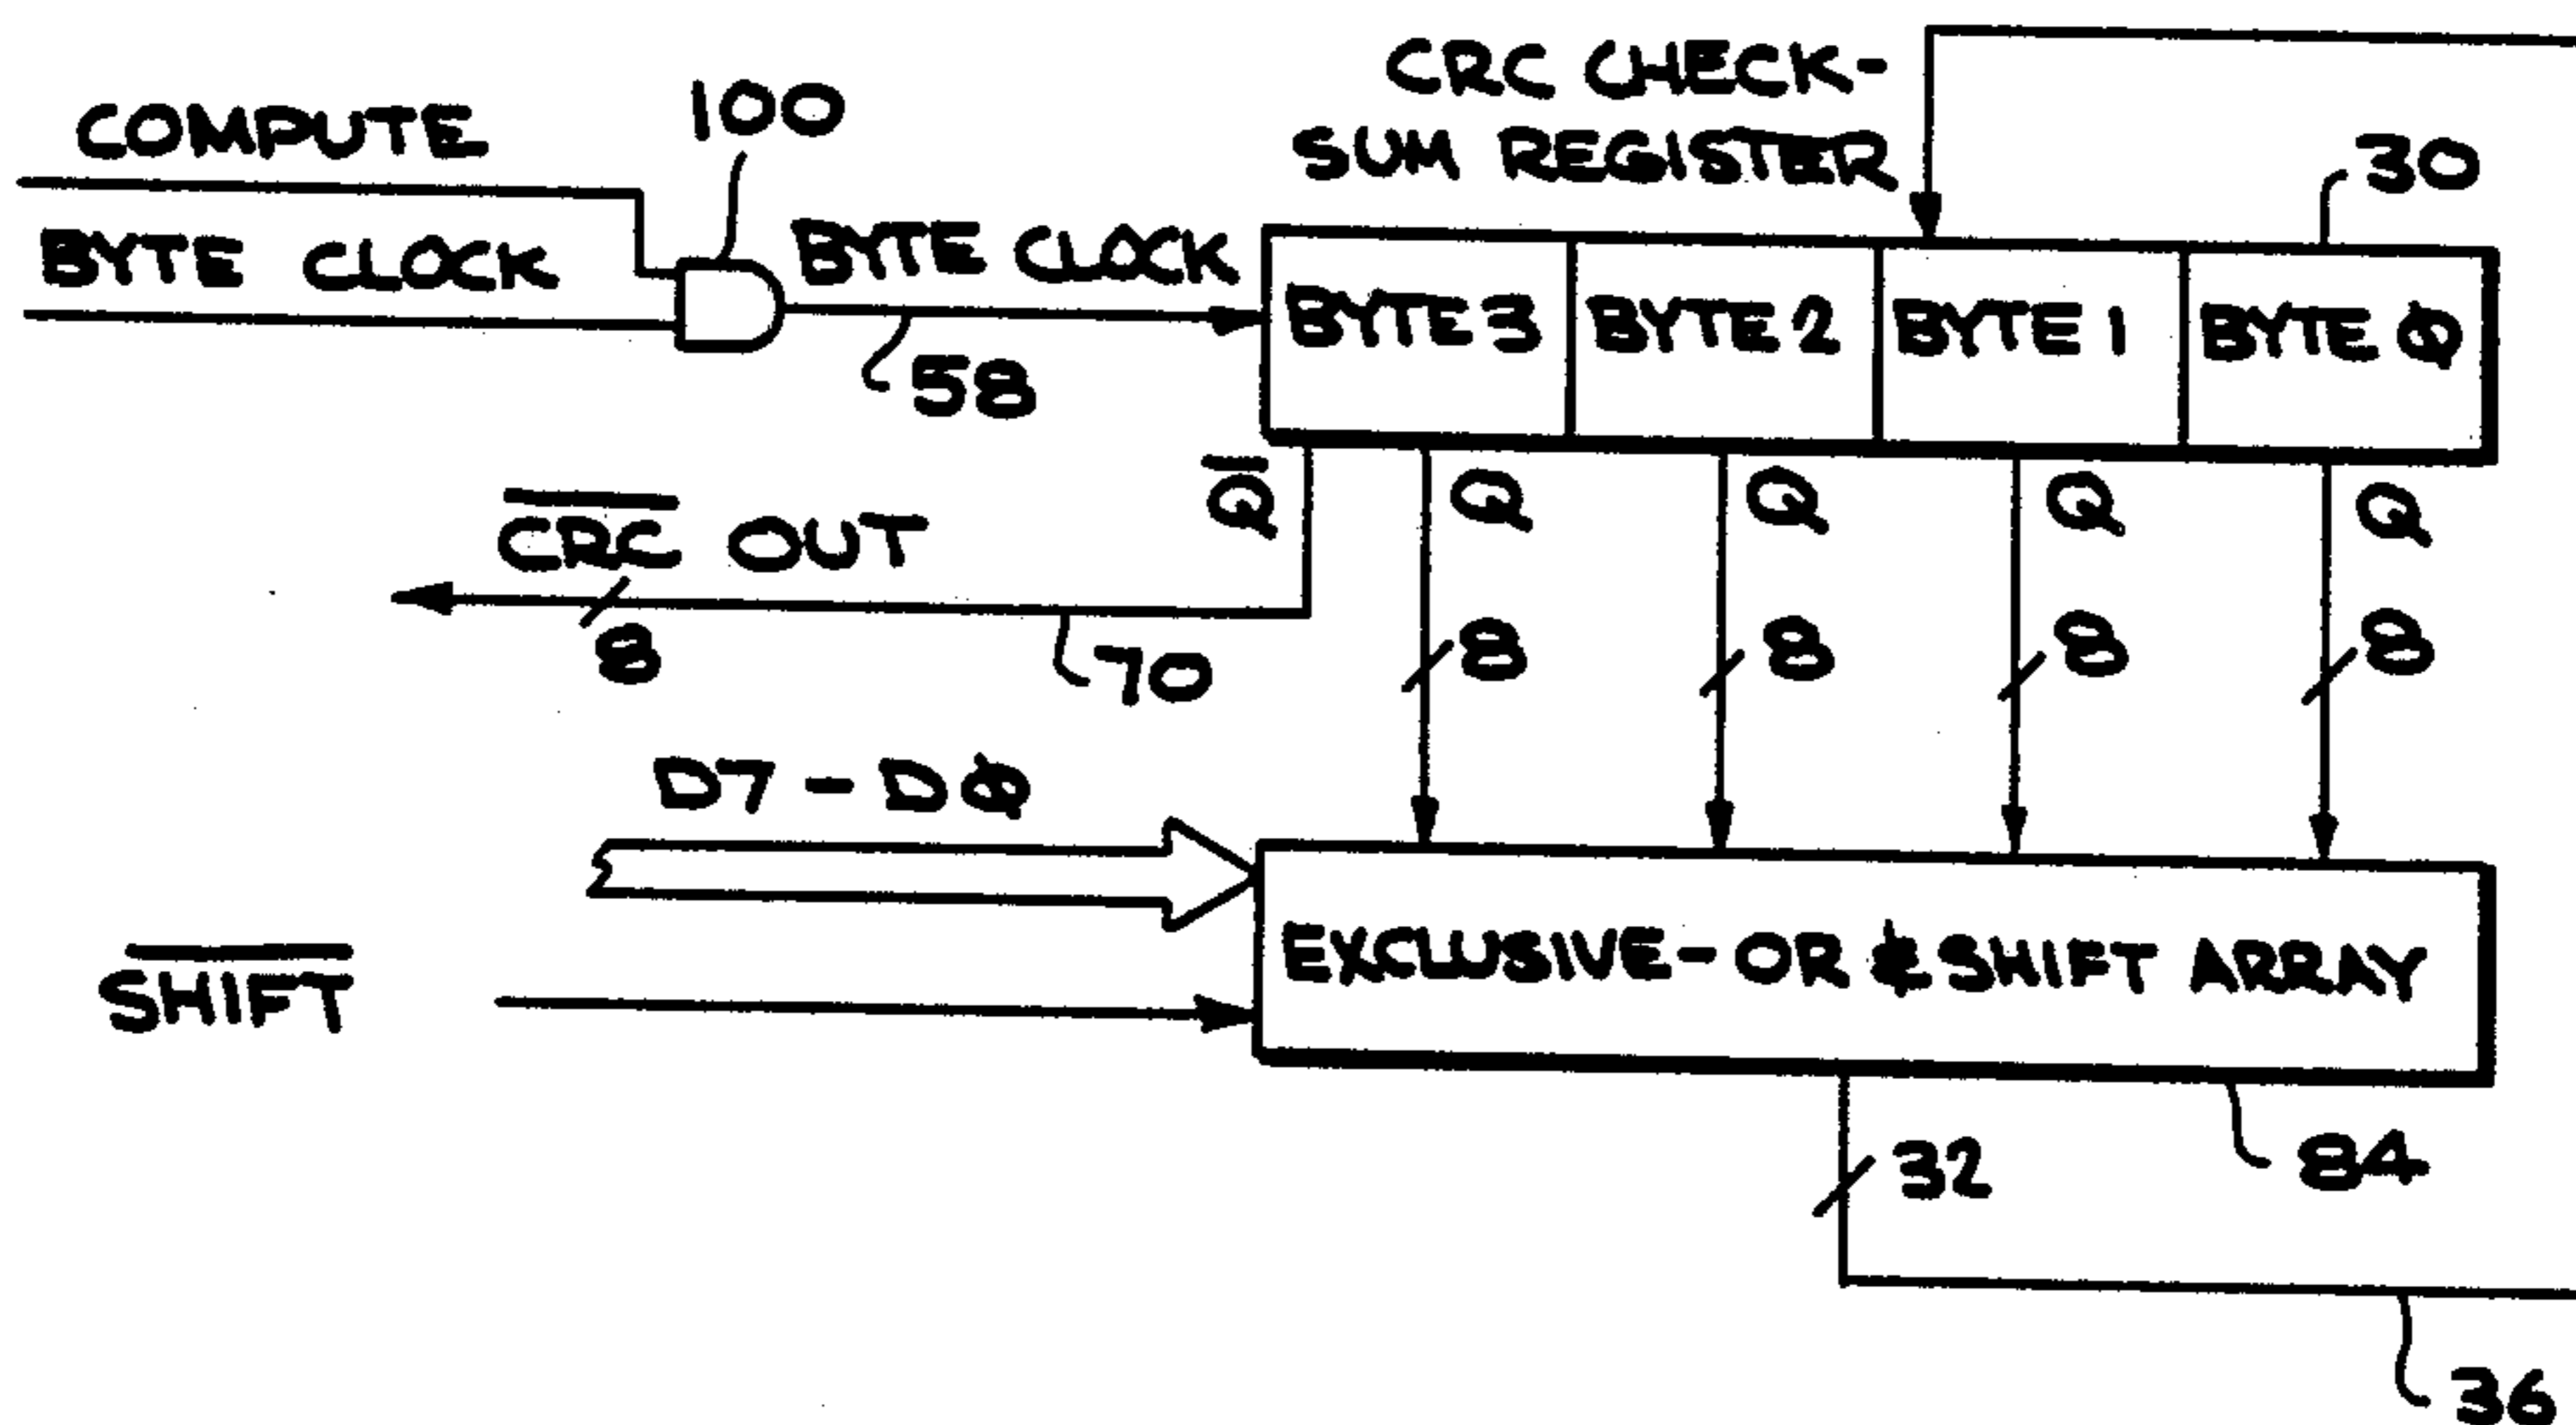 CRC CHECK-
SUM REGISTER
COMPUTE
100
30
BYTE CLOCK
BYTE CLOCK
58
BYTE 3
BYTE 2
BYTE 1
BYTE Φ
Q̅
Q
Q
Q
Q
C̅R̅C̅ OUT
8
70
8
8
8
8
D7 - DΦ
S̅H̅I̅F̅T̅
EXCLUSIVE-OR & SHIFT ARRAY
32
84
36